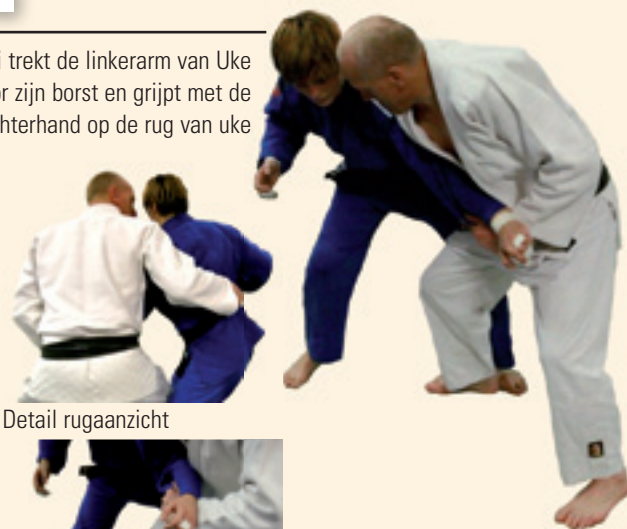 trekt de linkerarm van Uke
zijn borst en grijpt met de
op de rug van uke
Detail rugaanzicht